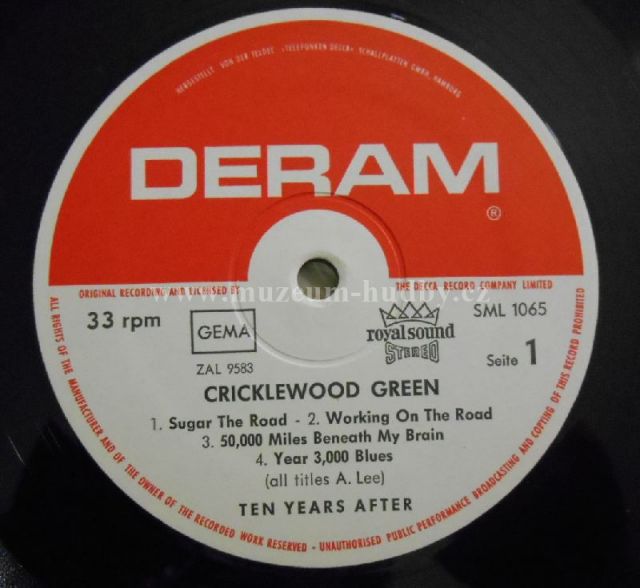 HERGESTELLT VON DER TELDEC »TELEFUNKEN DECCA« SCHALLPLATTEN GMBH, HAMBURG
DERAM
®
ORIGINAL RECORDING AND LICENSED BY THE DECCA RECORD COMPANY LIMITED
www.muzeum-hudby.cz
33 rpm
GEMA
ZAL 9583
royalsound
STEREO
SML 1065
Seite 1
CRICKLEWOOD GREEN
1. Sugar The Road - 2. Working On The Road
3. 50,000 Miles Beneath My Brain
4. Year 3,000 Blues
(all titles A. Lee)
TEN YEARS AFTER
ALL RIGHTS OF THE MANUFACTURER AND OF THE OWNER OF THE RECORDED WORK RESERVED - UNAUTHORISED PUBLIC PERFORMANCE BROADCASTING AND COPYING OF THIS RECORD PROHIBITED